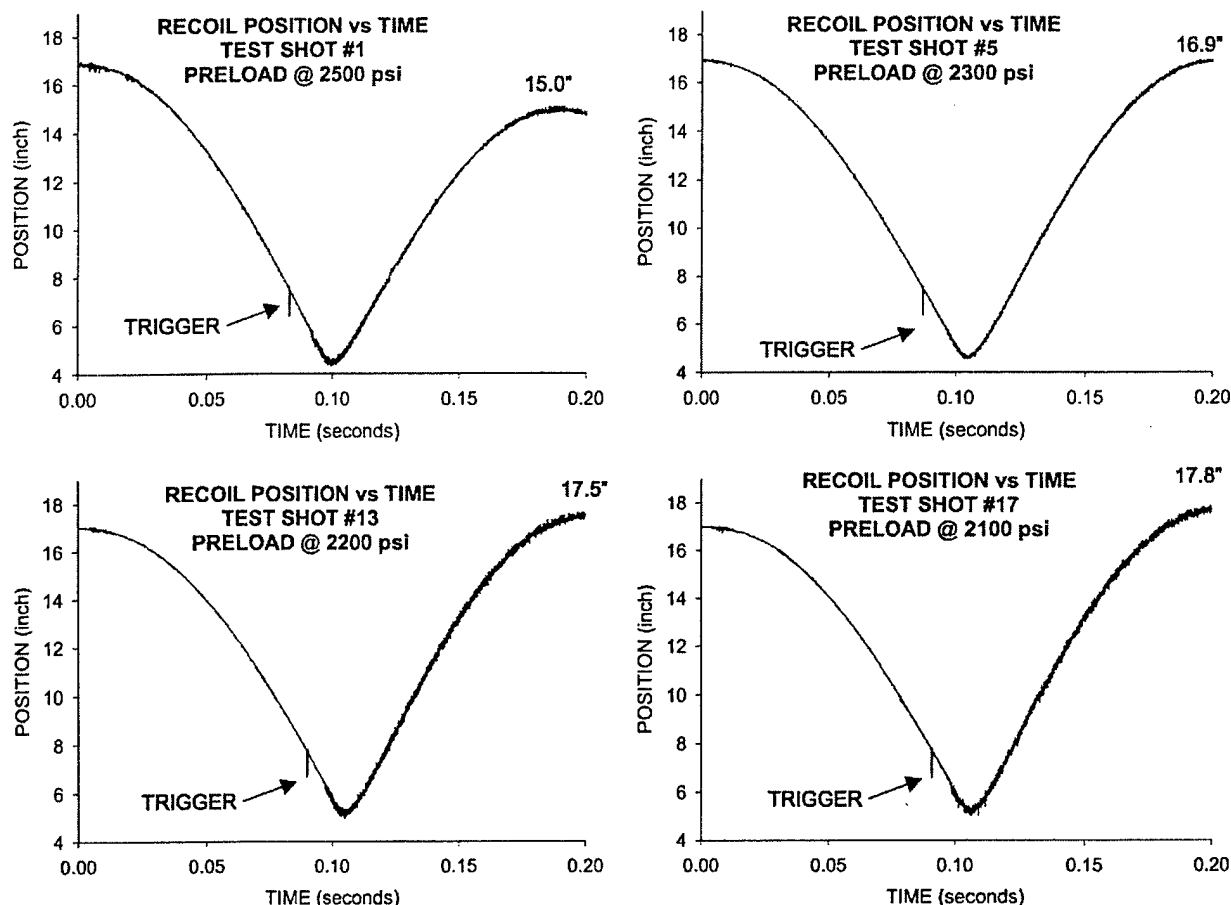 RECOIL POSITION vs TIME
TEST SHOT #1
PRELOAD @ 2500 psi
15.0"
POSITION (inch)
18
16
14
12
10
8
6
4
TRIGGER
0.00 0.05 0.10 0.15 0.20
TIME (seconds)
RECOIL POSITION vs TIME
TEST SHOT #5
PRELOAD @ 2300 psi
16.9"
POSITION (inch)
18
16
14
12
10
8
6
4
TRIGGER
0.00 0.05 0.10 0.15 0.20
TIME (seconds)
RECOIL POSITION vs TIME
TEST SHOT #13
PRELOAD @ 2200 psi
17.5"
POSITION (inch)
18
16
14
12
10
8
6
4
TRIGGER
0.00 0.05 0.10 0.15 0.20
TIME (seconds)
RECOIL POSITION vs TIME
TEST SHOT #17
PRELOAD @ 2100 psi
17.8"
POSITION (inch)
18
16
14
12
10
8
6
4
TRIGGER
0.00 0.05 0.10 0.15 0.20
TIME (seconds)